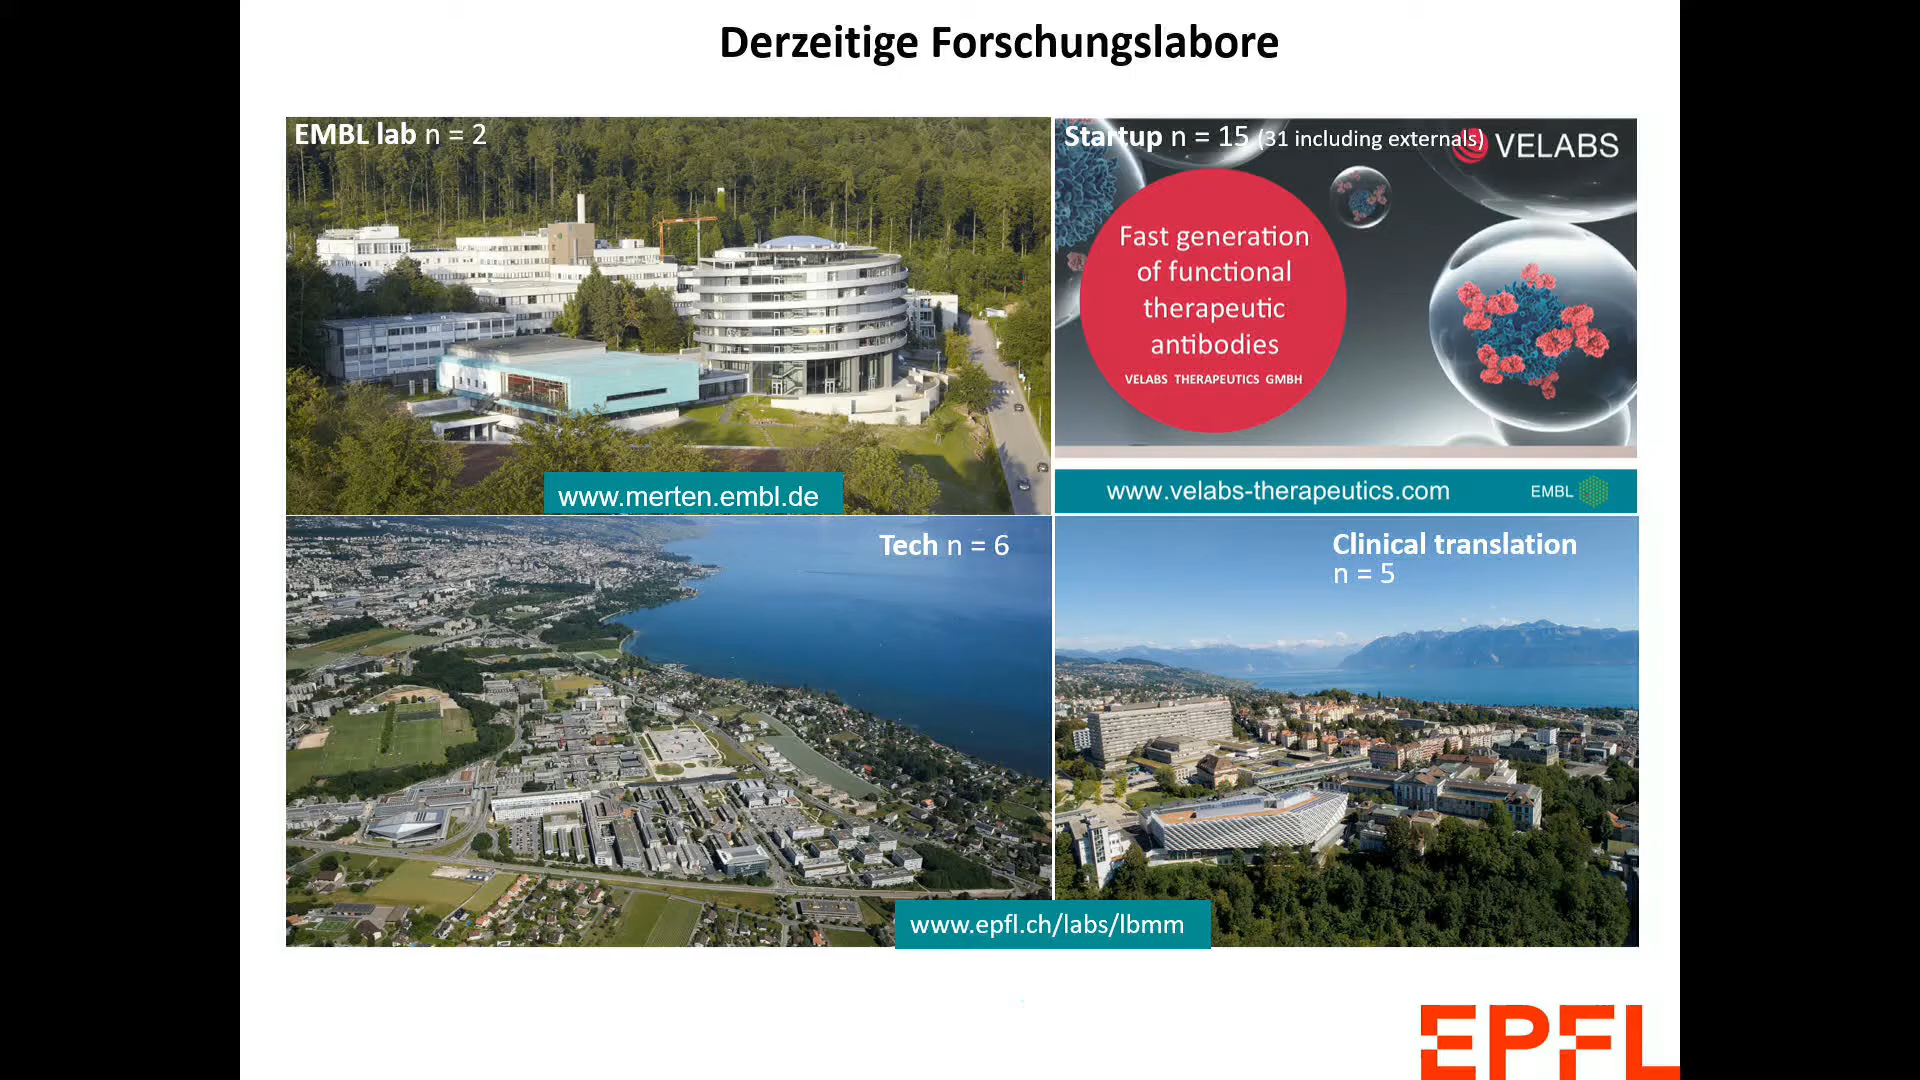 Derzeitige Forschungslabore
EMBL lab n = 2
www.merten.embl.de
Startup n = 15 (31 including externals)
VELABS
Fast generation
of functional
therapeutic
antibodies
VELABS THERAPEUTICS GMBH
www.velabs-therapeutics.com
EMBL
Tech n = 6
Clinical translation
n = 5
www.epfl.ch/labs/lbmm
EPFL